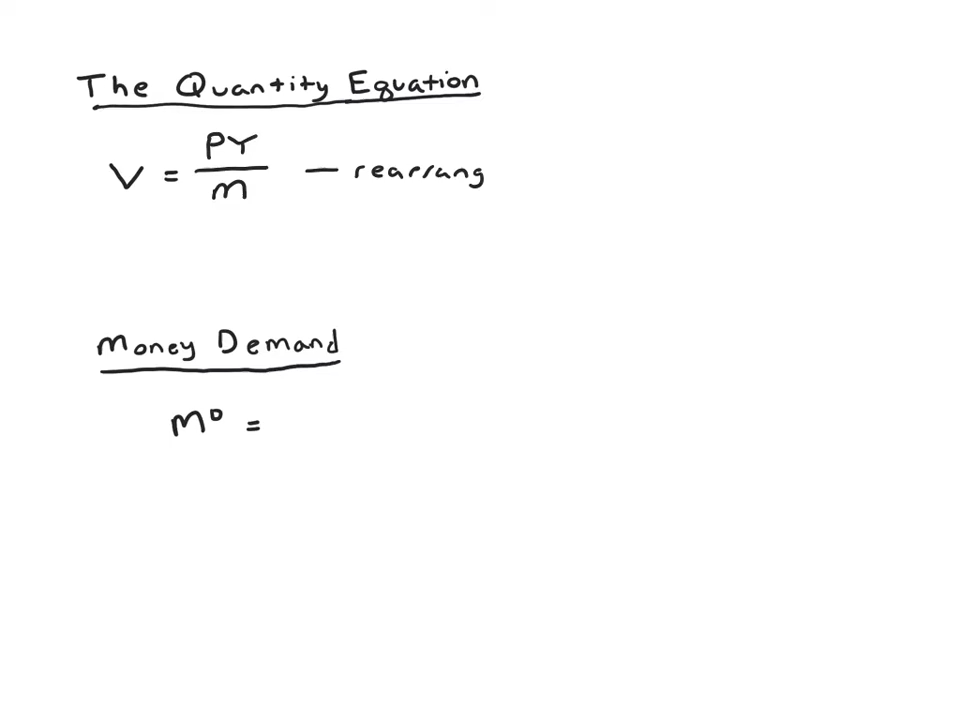 The Quantity Equation
V = PY / M — rearrang
Money Demand
M^D =